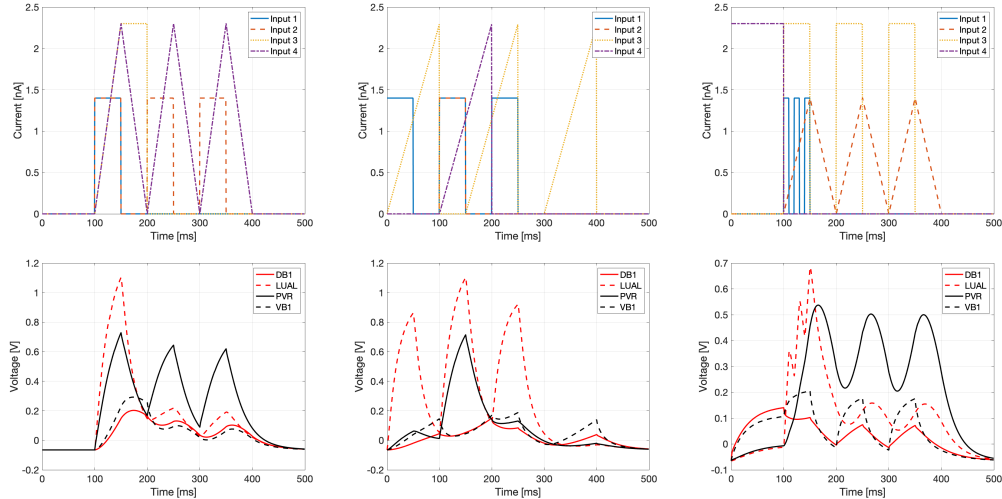 2.5
2
1.5
1
0.5
0
Current [nA]
0 100 200 300 400 500
Time [ms]
Input 1
Input 2
Input 3
Input 4
2.5
2
1.5
1
0.5
0
Current [nA]
0 100 200 300 400 500
Time [ms]
Input 1
Input 2
Input 3
Input 4
2.5
2
1.5
1
0.5
0
Current [nA]
0 100 200 300 400 500
Time [ms]
Input 1
Input 2
Input 3
Input 4
1.2
1
0.8
0.6
0.4
0.2
0
-0.2
Voltage [V]
0 100 200 300 400 500
Time [ms]
DB1
LUAL
PVR
VB1
1.2
1
0.8
0.6
0.4
0.2
0
-0.2
Voltage [V]
0 100 200 300 400 500
Time [ms]
DB1
LUAL
PVR
VB1
0.7
0.6
0.5
0.4
0.3
0.2
0.1
0
-0.1
Voltage [V]
0 100 200 300 400 500
Time [ms]
DB1
LUAL
PVR
VB1